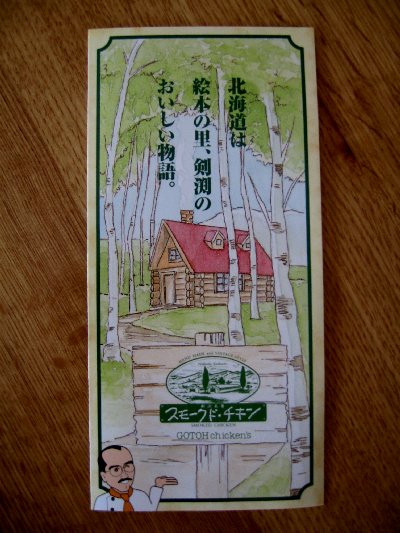 北海道は
絵本の里、剣渕の
おいしい物語。
スモークド・チキン
SMOKED CHICKEN
GOTOH chicken's